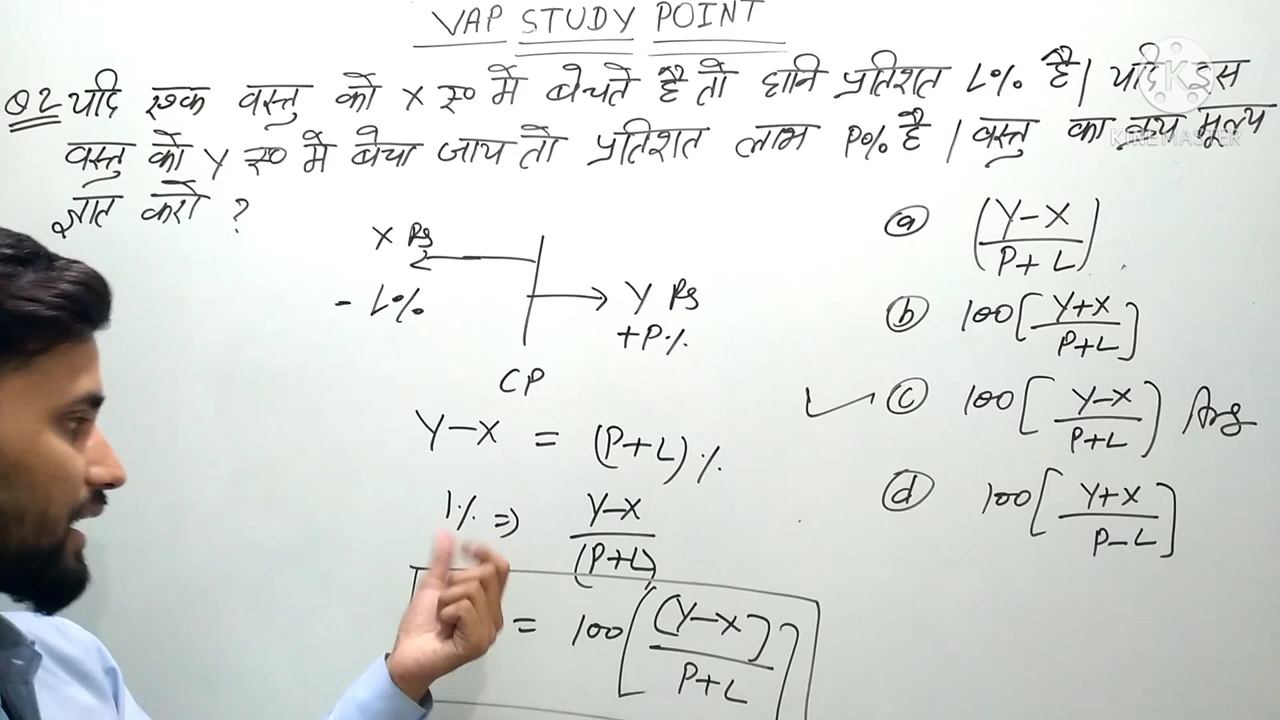 VAP STUDY POINT
Q2 यदि एक वस्तु को X रु० में बेचते है तो हानि प्रतिशत L% है। यदि इस
वस्तु को Y रु० में बेचा जाय तो प्रतिशत लाभ P% है। वस्तु का क्रय मूल्य
ज्ञात करो ?
KINEMASTER
X Rs
- L%
Y Rs
+P%
CP
Y-X = (P+L)%
1% => Y-X
(P+L)
= 100[(Y-X)
P+L]
(a) (Y-X
P+L)
(b) 100[Y+X
P+L]
(c) 100[Y-X
P+L) Ans
(d) 100[Y+X
P-L]